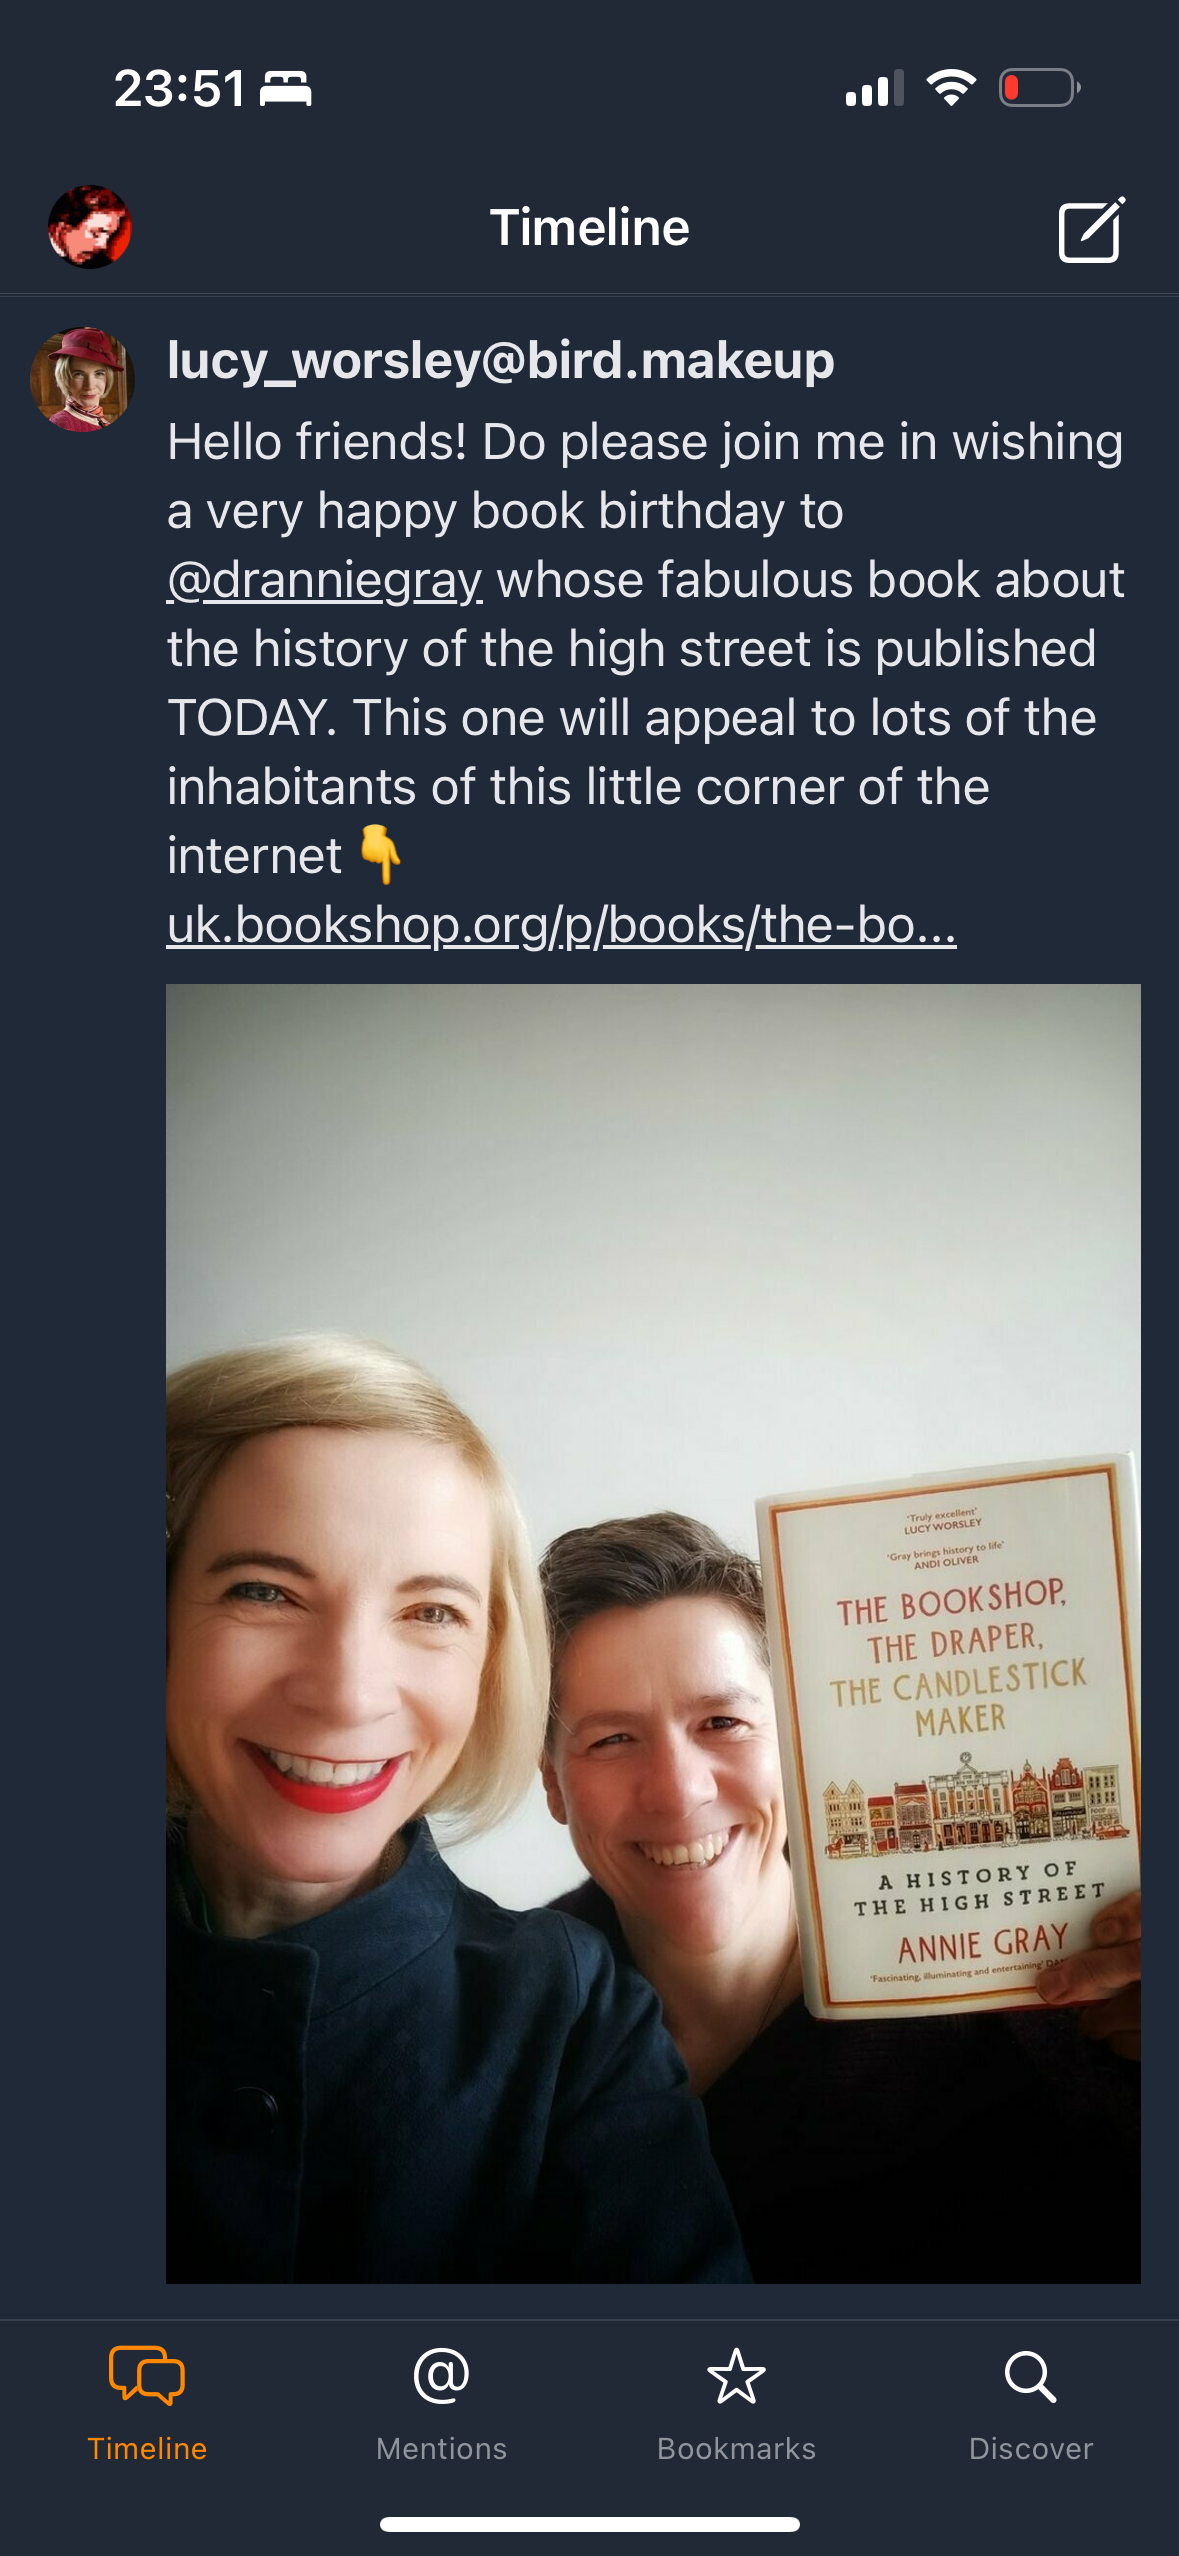 23:51
Timeline
lucy_worsley@bird.makeup
Hello friends! Do please join me in wishing
a very happy book birthday to
@dranniegray whose fabulous book about
the history of the high street is published
TODAY. This one will appeal to lots of the
inhabitants of this little corner of the
internet 👇
uk.bookshop.org/p/books/the-bo...
'Truly excellent'
LUCY WORSLEY
'Gray brings history to life'
ANDI OLIVER
THE BOOKSHOP,
THE DRAPER,
THE CANDLESTICK
MAKER
A HISTORY OF
THE HIGH STREET
ANNIE GRAY
'Fascinating, illuminating and entertaining'
Timeline
@
Mentions
Bookmarks
Discover